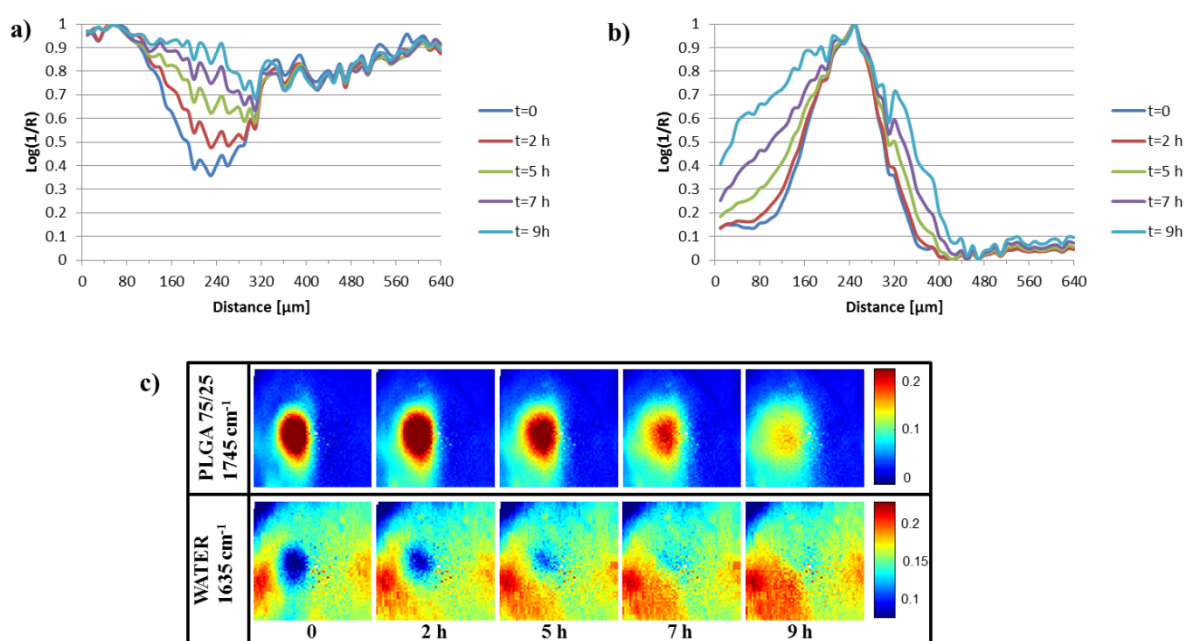 a)
Log(1/R)
1
0.9
0.8
0.7
0.6
0.5
0.4
0.3
0.2
0.1
0
0 80 160 240 320 400 480 560 640
Distance [µm]
t=0
t=2 h
t=5 h
t=7 h
t= 9h
b)
Log(1/R)
1
0.9
0.8
0.7
0.6
0.5
0.4
0.3
0.2
0.1
0
0 80 160 240 320 400 480 560 640
Distance [µm]
t=0
t=2 h
t=5 h
t=7 h
t= 9h
c)
PLGA 75/25
1745 cm⁻¹
0.2
0.1
0
WATER
1635 cm⁻¹
0.2
0.15
0.1
0 2 h 5 h 7 h 9 h